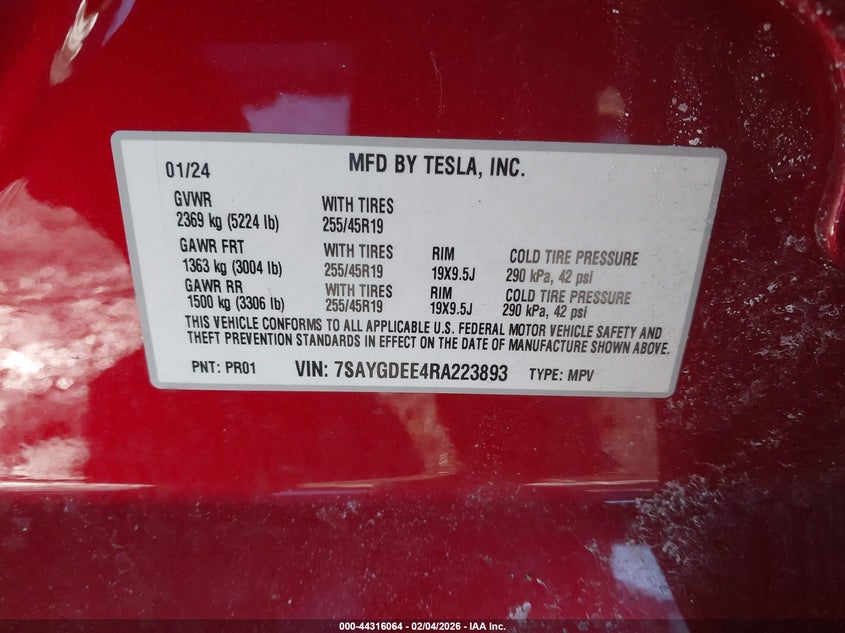 01/24 MFD BY TESLA, INC.
GVWR WITH TIRES
2369 kg (5224 lb) 255/45R19
GAWR FRT WITH TIRES RIM COLD TIRE PRESSURE
1363 kg (3004 lb) 255/45R19 19X9.5J 290 kPa, 42 psi
GAWR RR WITH TIRES RIM COLD TIRE PRESSURE
1500 kg (3306 lb) 255/45R19 19X9.5J 290 kPa, 42 psi
THIS VEHICLE CONFORMS TO ALL APPLICABLE U.S. FEDERAL MOTOR VEHICLE SAFETY AND
THEFT PREVENTION STANDARDS IN EFFECT ON THE DATE OF MANUFACTURE SHOWN ABOVE.
PNT: PR01 VIN: 7SAYGDEE4RA223893 TYPE: MPV
000-44316064 - 02/04/2026 - IAA Inc.